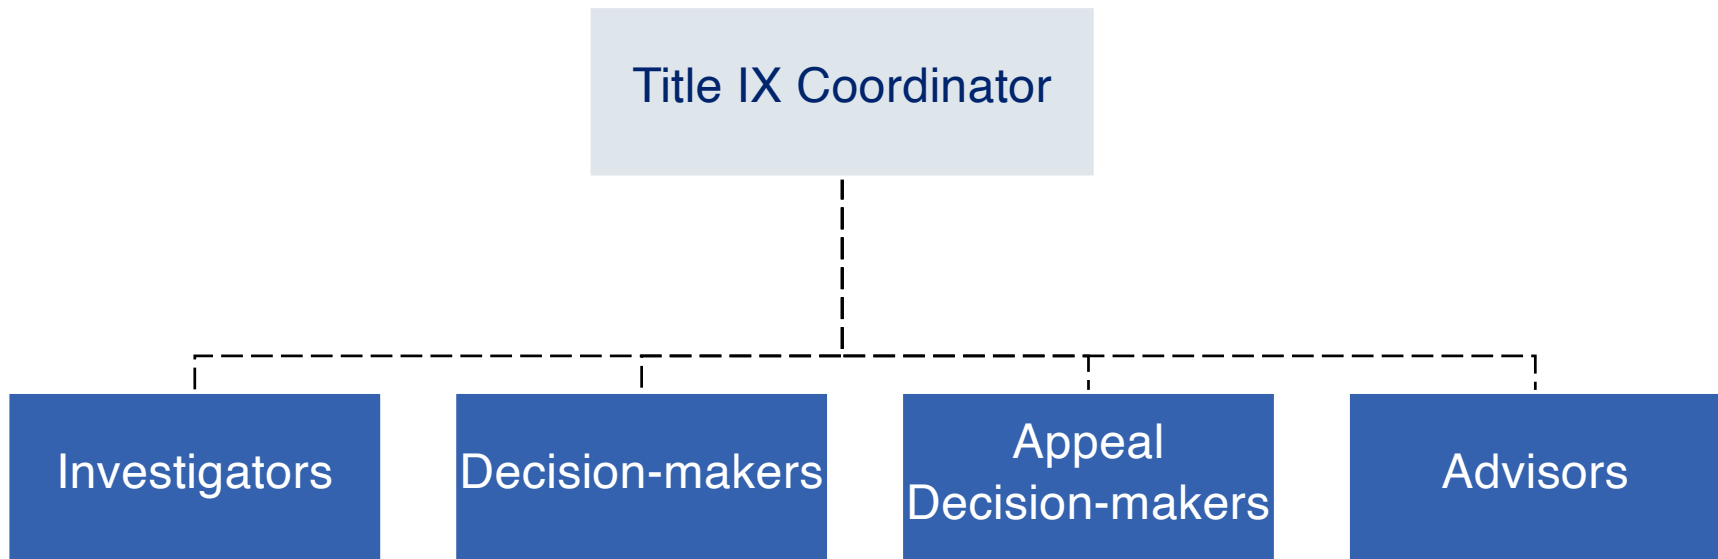 Title IX Coordinator
Investigators
Decision-makers
Appeal
Decision-makers
Advisors